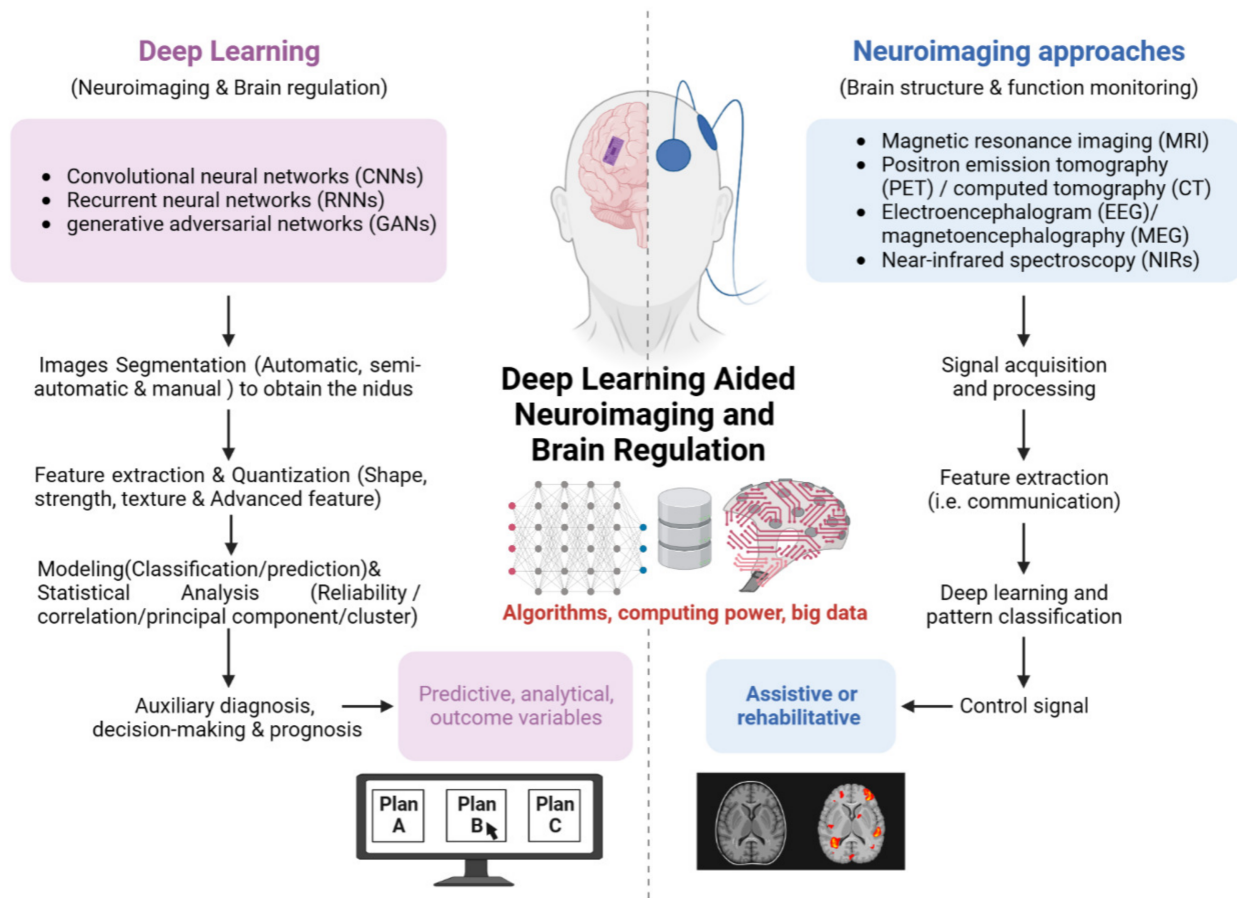 Deep Learning
(Neuroimaging & Brain regulation)
• Convolutional neural networks (CNNs)
• Recurrent neural networks (RNNs)
• generative adversarial networks (GANs)
Images Segmentation (Automatic, semi-
automatic & manual ) to obtain the nidus
Feature extraction & Quantization (Shape,
strength, texture & Advanced feature)
Modeling(Classification/prediction)&
Statistical Analysis (Reliability /
correlation/principal component/cluster)
Auxiliary diagnosis,
decision-making & prognosis
Predictive, analytical,
outcome variables
Plan
A
Plan
B
Plan
C
Deep Learning Aided
Neuroimaging and
Brain Regulation
Algorithms, computing power, big data
Neuroimaging approaches
(Brain structure & function monitoring)
• Magnetic resonance imaging (MRI)
• Positron emission tomography
(PET) / computed tomography (CT)
• Electroencephalogram (EEG)/
magnetoencephalography (MEG)
• Near-infrared spectroscopy (NIRs)
Signal acquisition
and processing
Feature extraction
(i.e. communication)
Deep learning and
pattern classification
Control signal
Assistive or
rehabilitative